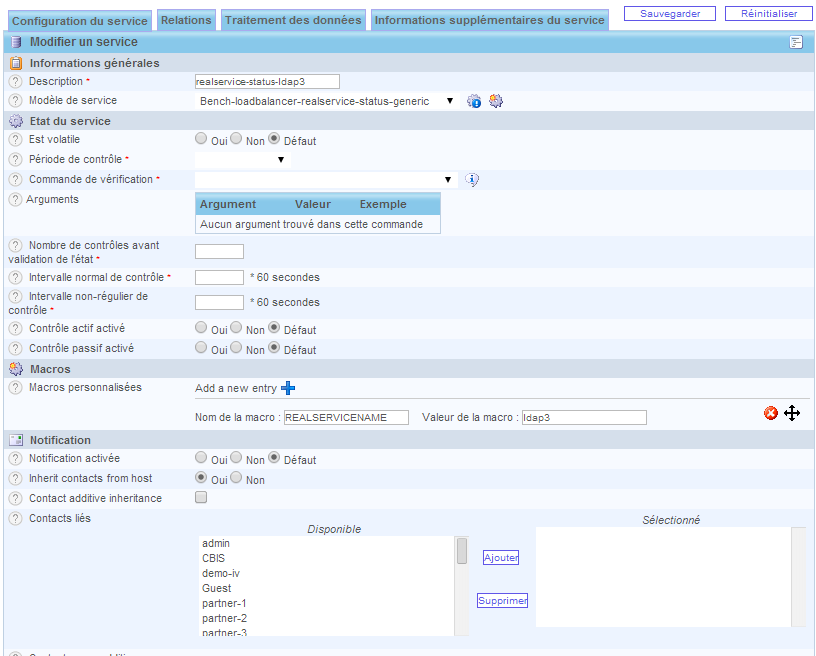 Configuration du service Relations Traitement des données Informations supplémentaires du service Sauvegarder Réinitialiser
Modifier un service
Informations générales
? Description * realservice-status-ldap3
? Modèle de service Bench-loadbalancer-realservice-status-generic
Etat du service
? Est volatile Oui Non Défaut
? Période de contrôle *
? Commande de vérification *
? Arguments Argument Valeur Exemple
Aucun argument trouvé dans cette commande
? Nombre de contrôles avant
validation de l'état *
? Intervalle normal de contrôle * * 60 secondes
? Intervalle non-régulier de
contrôle * * 60 secondes
? Contrôle actif activé Oui Non Défaut
? Contrôle passif activé Oui Non Défaut
Macros
? Macros personnalisées Add a new entry
Nom de la macro : REALSERVICENAME Valeur de la macro : ldap3
Notification
? Notification activée Oui Non Défaut
? Inherit contacts from host Oui Non
? Contact additive inheritance
? Contacts liés
Disponible Sélectionné
admin
CBIS
demo-iv
Guest
partner-1
partner-2
partner-3
Ajouter
Supprimer